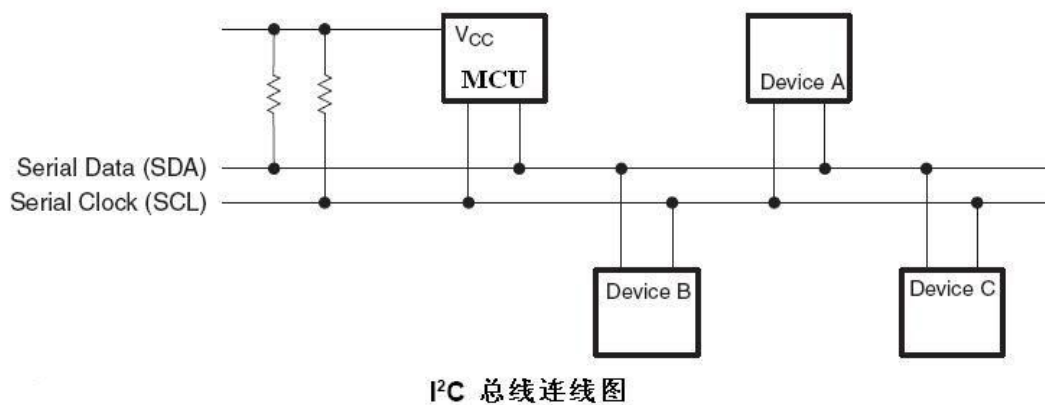 VCC
MCU
Device A
Serial Data (SDA)
Serial Clock (SCL)
Device B
Device C
I²C 总线连线图